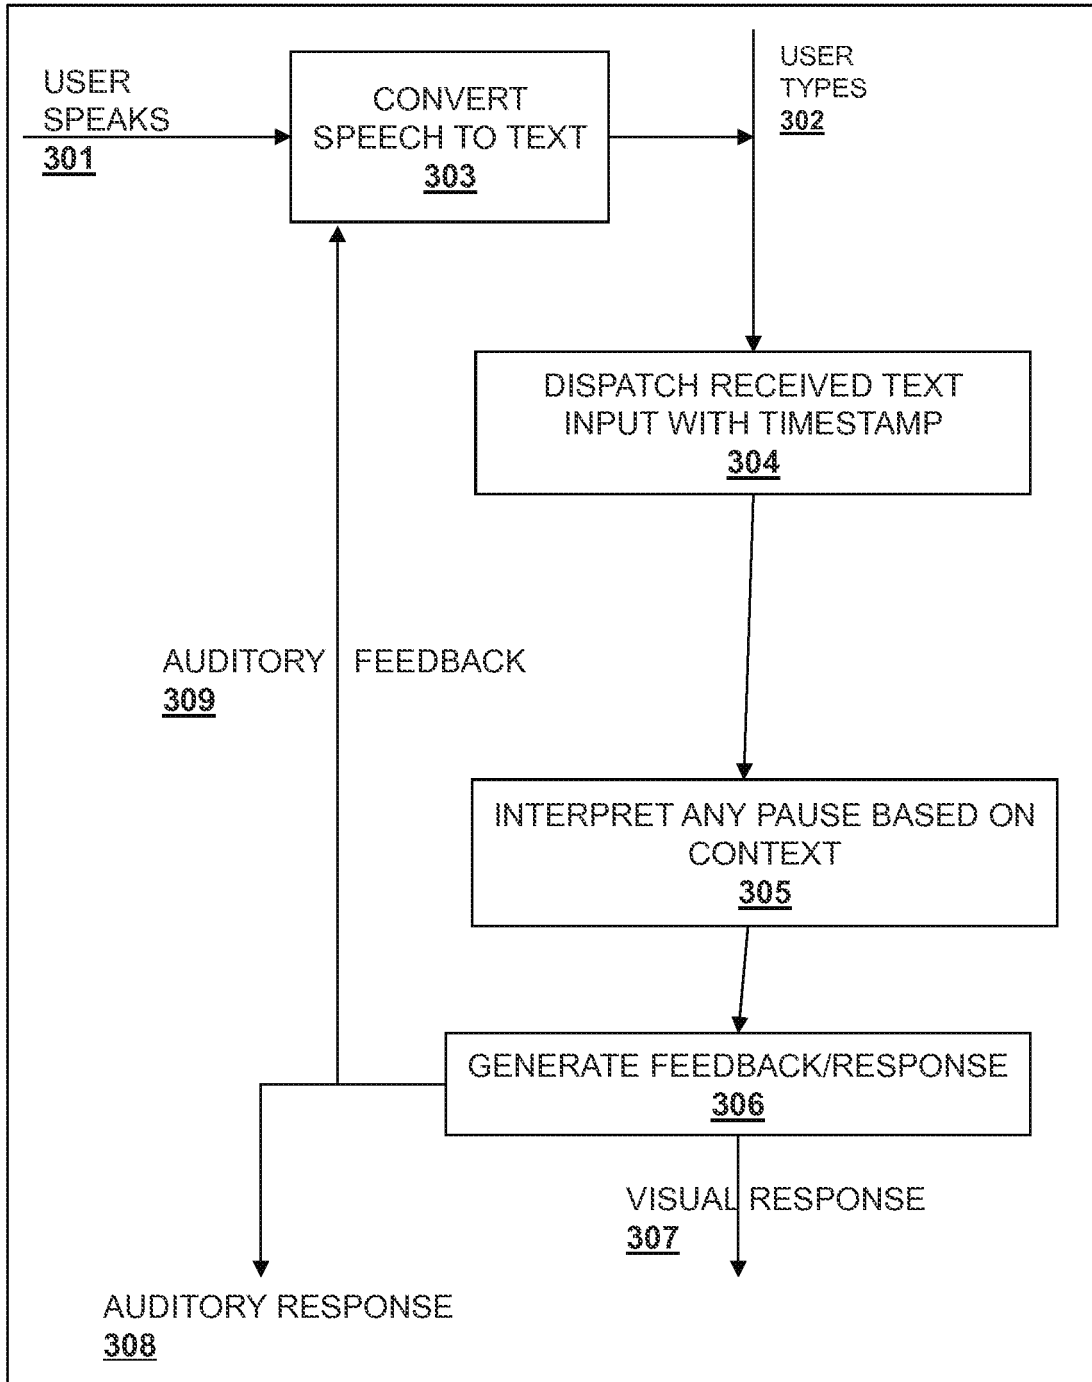 USER
SPEAKS
301
CONVERT
SPEECH TO TEXT
303
USER
TYPES
302
DISPATCH RECEIVED TEXT
INPUT WITH TIMESTAMP
304
AUDITORY FEEDBACK
309
INTERPRET ANY PAUSE BASED ON
CONTEXT
305
GENERATE FEEDBACK/RESPONSE
306
VISUAL RESPONSE
307
AUDITORY RESPONSE
308